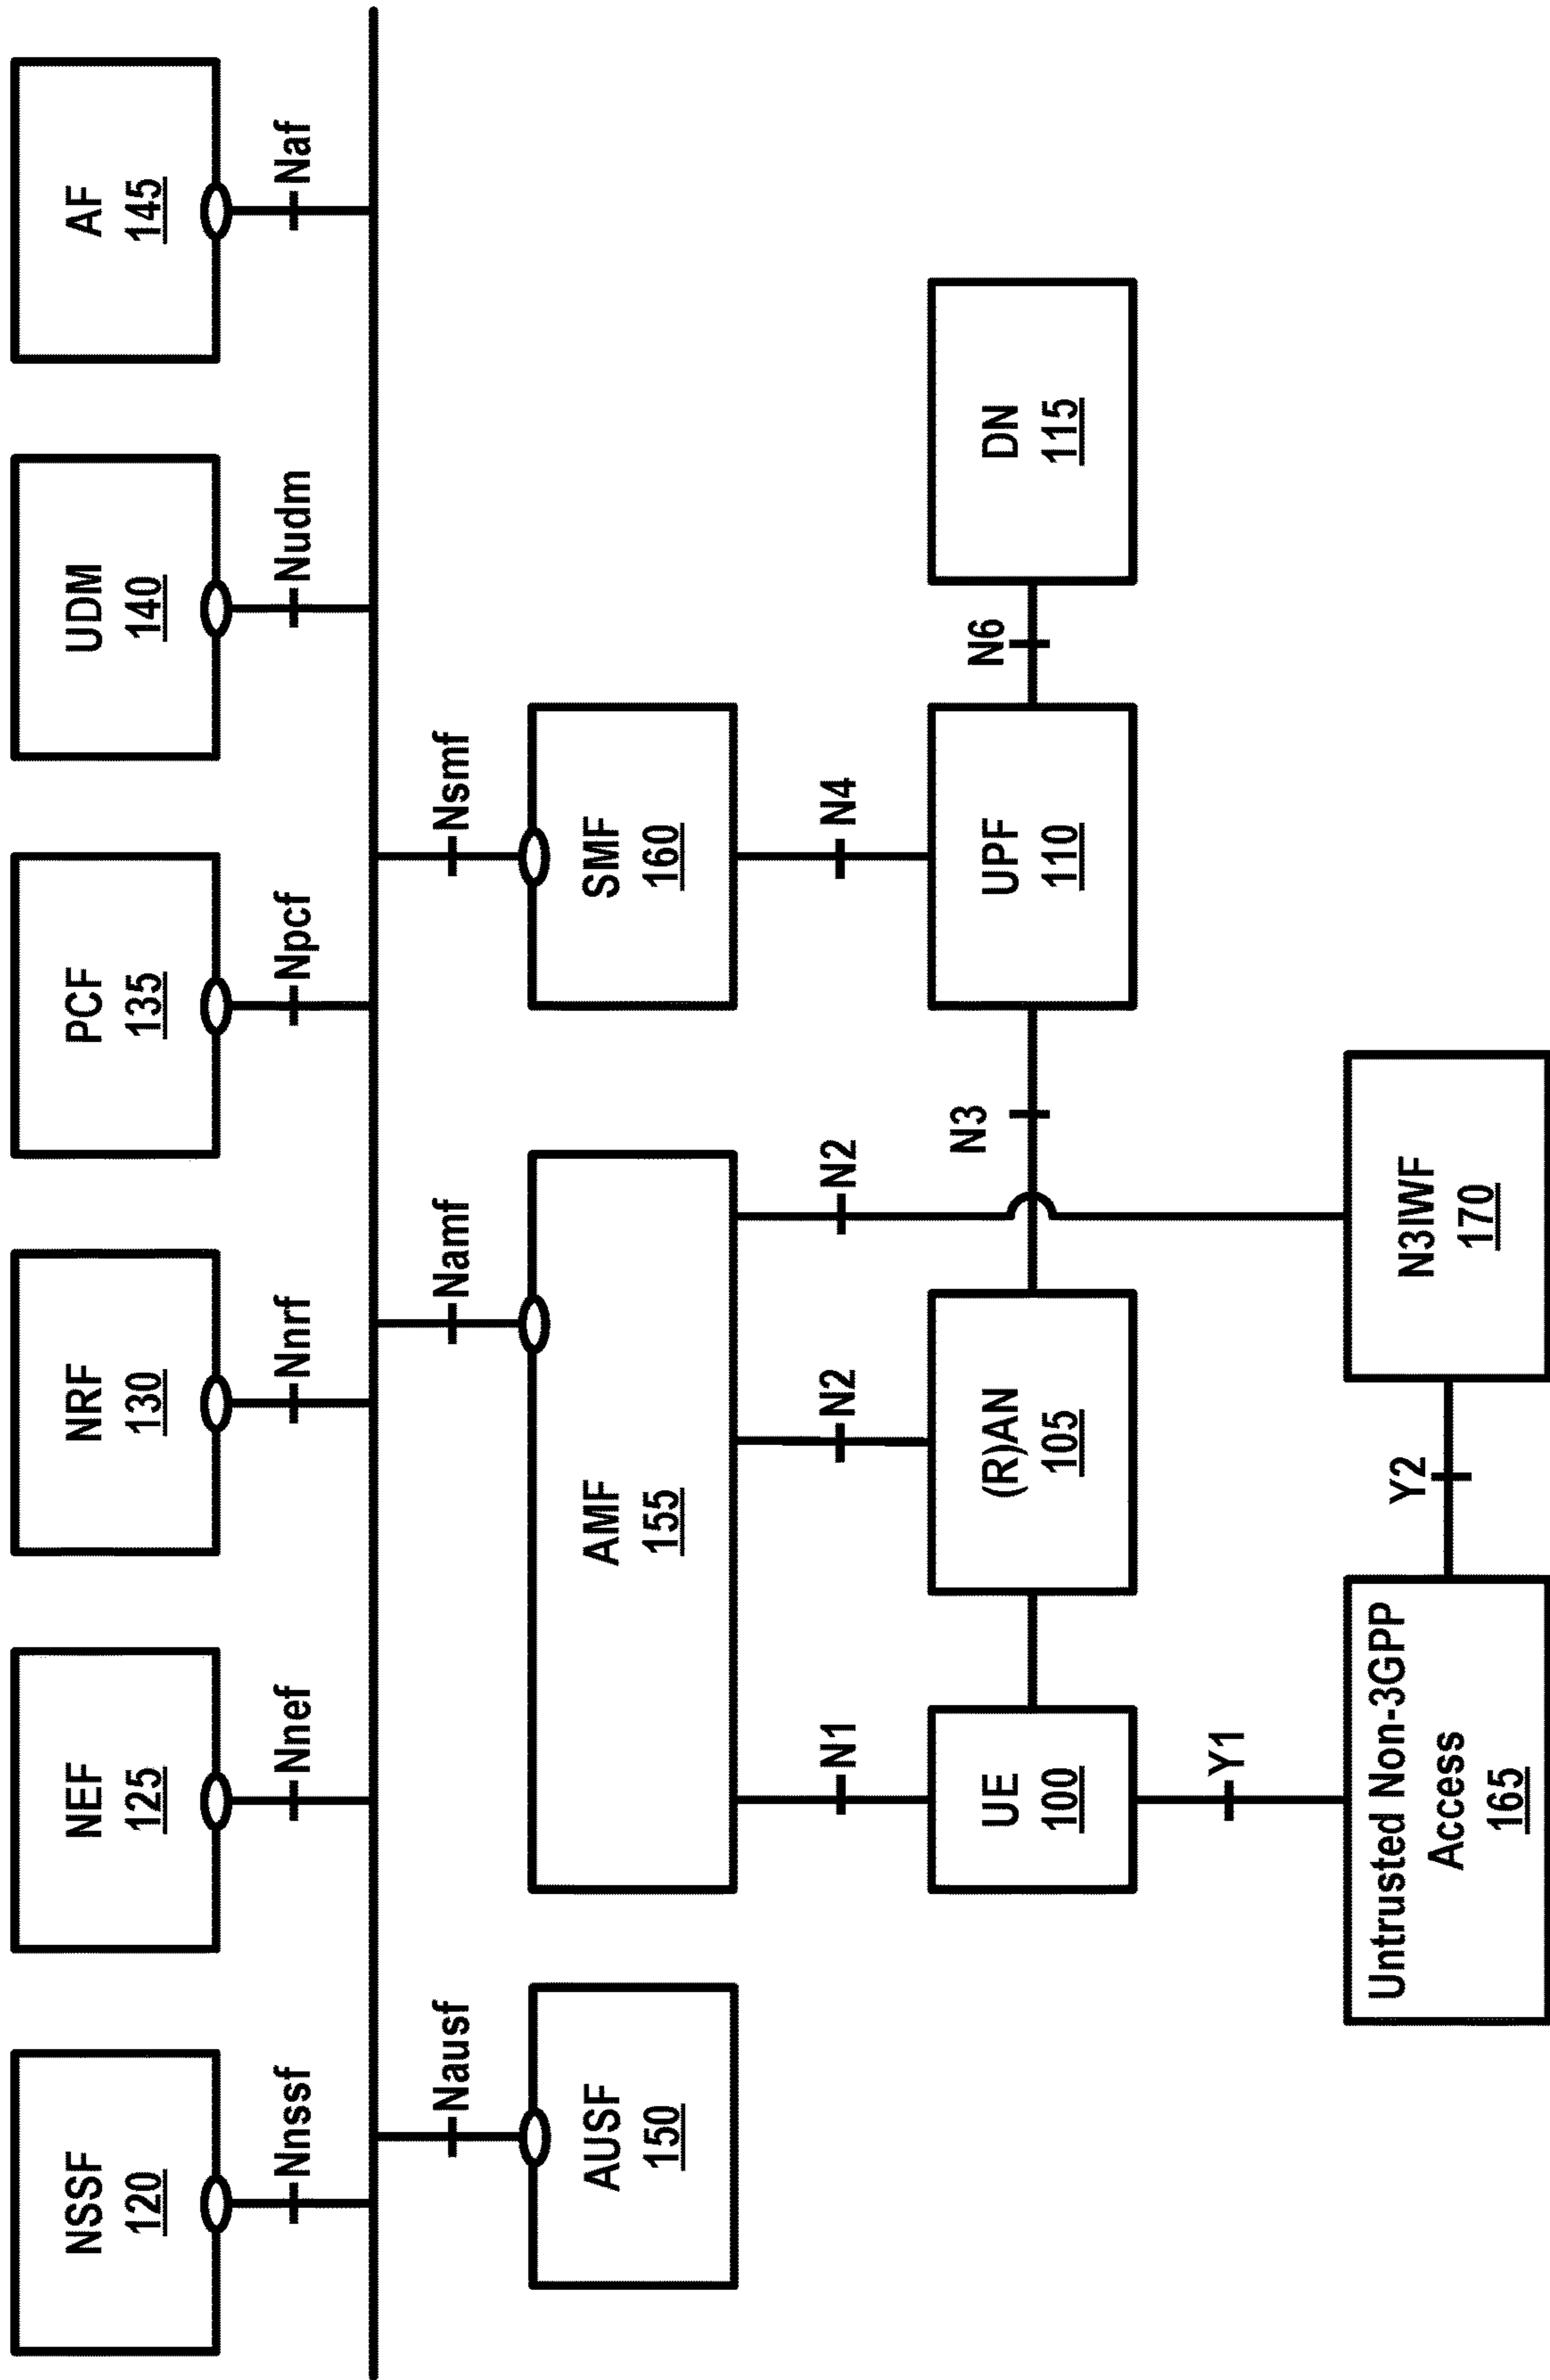 NSSF
120
NEF
125
NRF
130
PCF
135
UDM
140
AF
145
Nnssf
Nnef
Nnrf
Npcf
Nudm
Naf
Nausf
Namf
Nsmf
AUSF
150
AMF
155
SMF
160
N1
N2
N2
N4
UE
100
(R)AN
105
N3
UPF
110
N6
DN
115
Y1
Untrusted Non-3GPP
Access
165
Y2
N3IWF
170